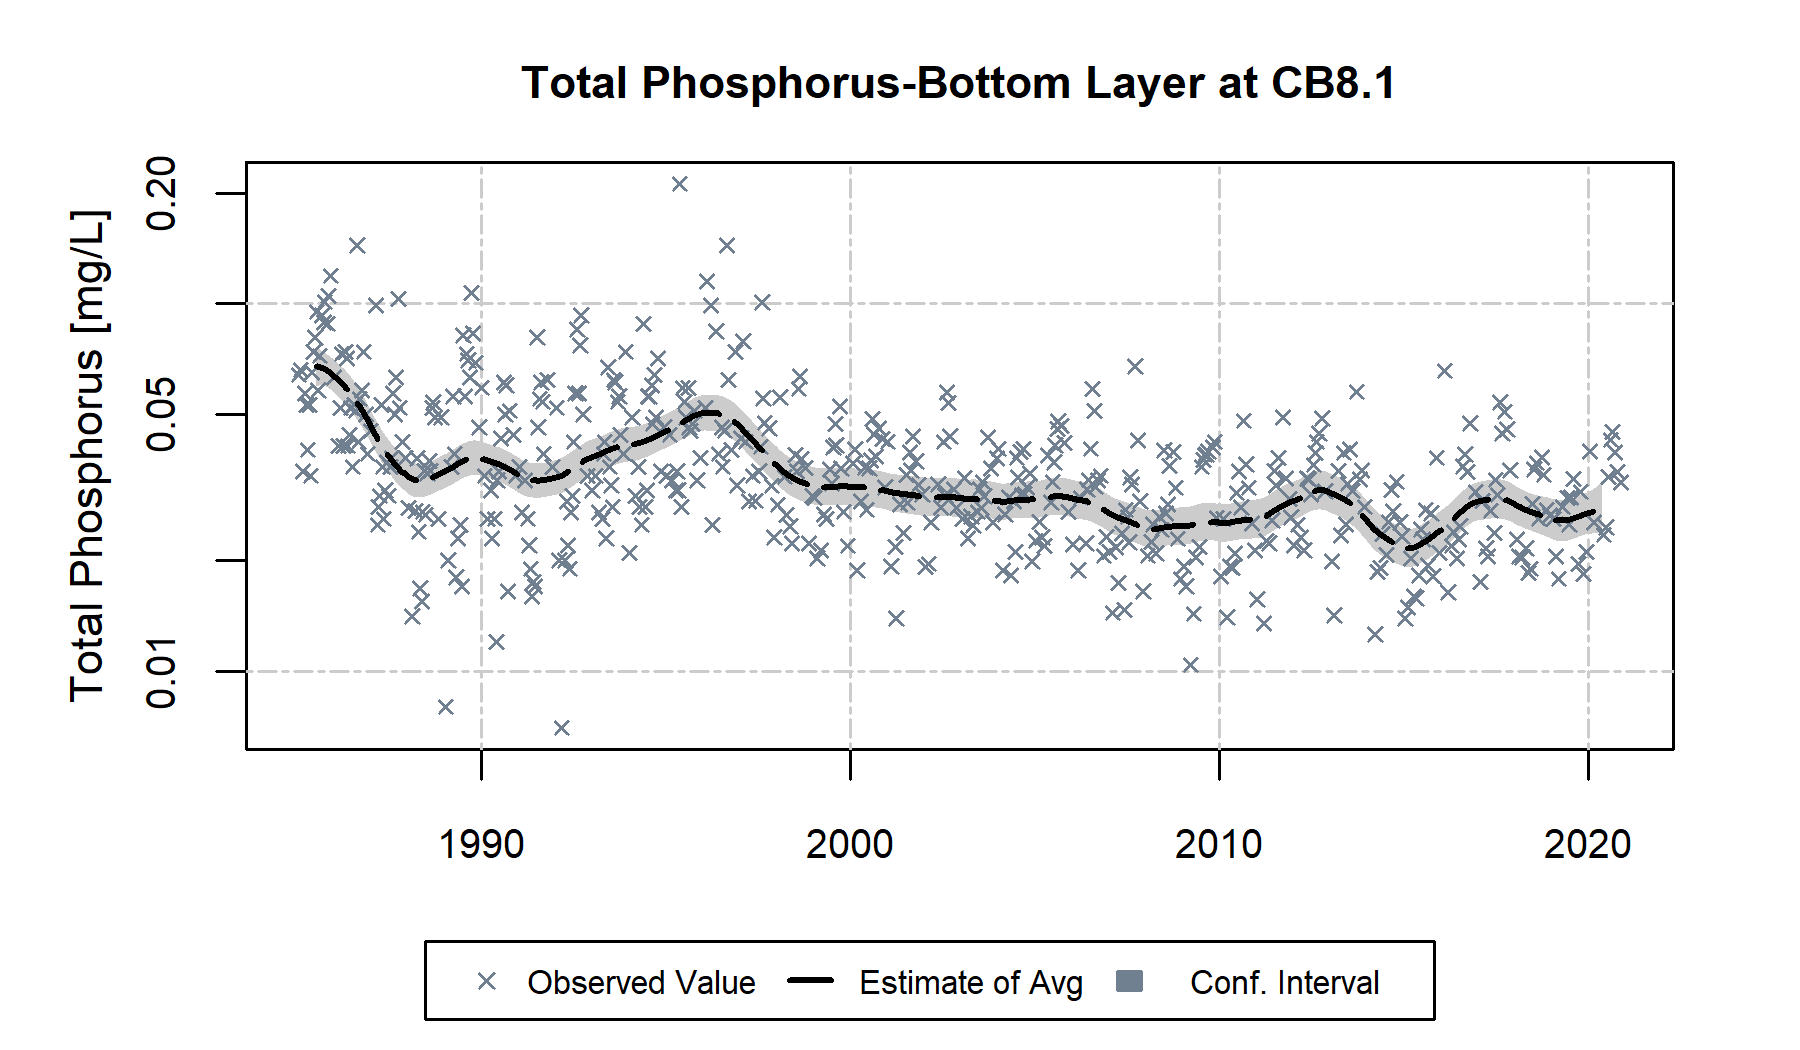 Total Phosphorus-Bottom Layer at CB8.1
Total Phosphorus [mg/L]
0.20
0.05
0.01
1990
2000
2010
2020
Observed Value
Estimate of Avg
Conf. Interval